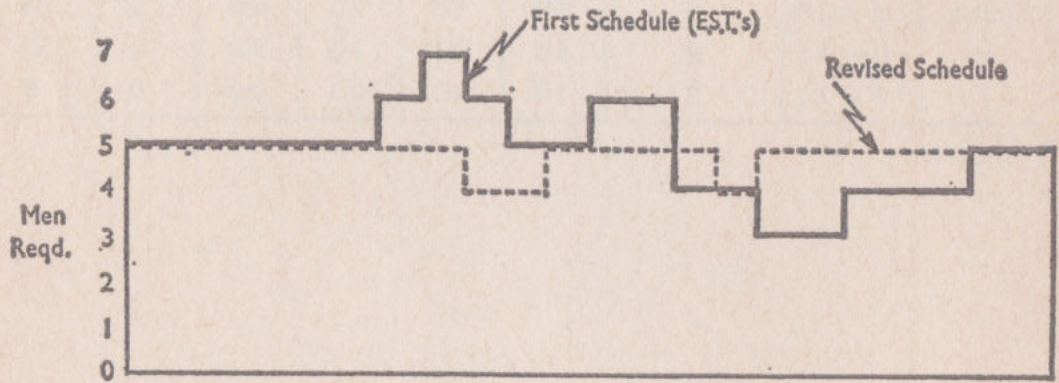 First Schedule (E.S.T.'s)
Revised Schedule
7
6
5
4
3
2
1
0
Men
Reqd.